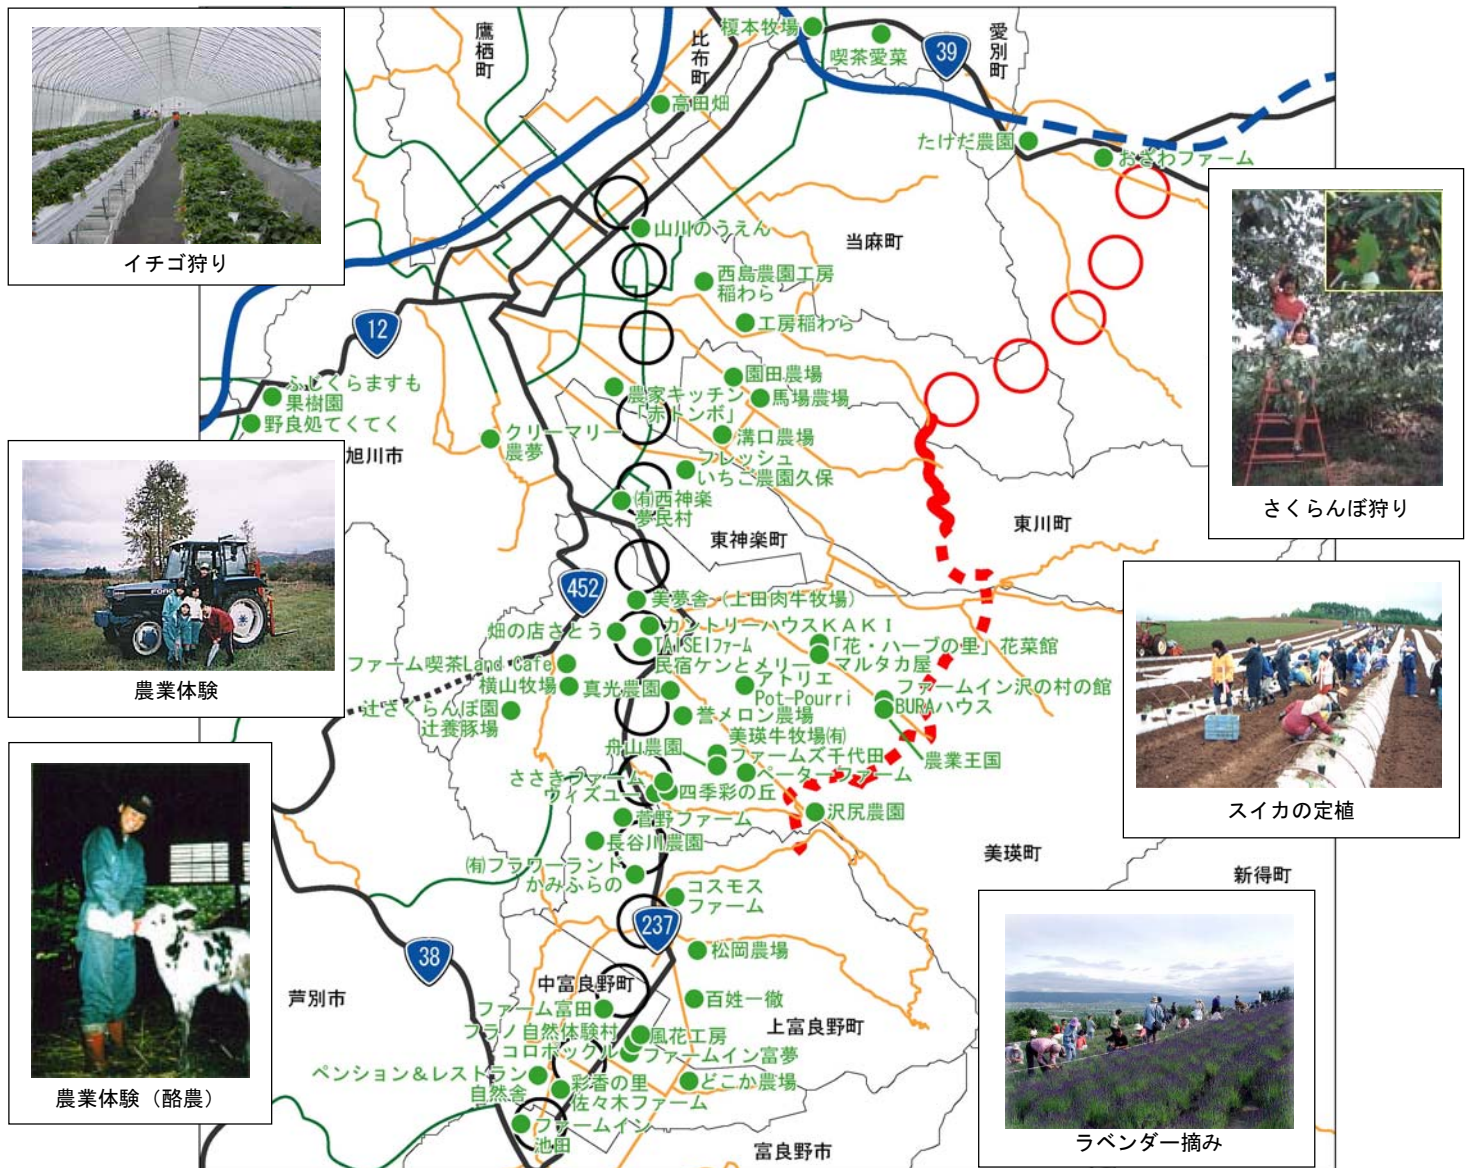 鷹栖町
比布町
愛別町
榎本牧場
喫茶愛菜
39
高田畑
たけだ農園
おざわファーム
イチゴ狩り
山川のうえん
当麻町
西島農園工房
稲わら
工房稲わら
12
ふじくらますも
果樹園
野良処てくてく
園田農場
農家キッチン
「赤トンボ」
馬場農場
クリーマリー
農夢
溝口農場
フレッシュ
いちご農園久保
旭川市
㈲西神楽
夢民村
さくらんぼ狩り
東神楽町
東川町
452
美夢舎（上田肉牛牧場）
カントリーハウスＫＡＫＩ
畑の店さとう
TAISEIファーム
「花・ハーブの里」花菜館
ファーム喫茶Land Cafe
民宿ケンとメリー
マルタカ屋
農業体験
横山牧場
真光農園
アトリエ
Pot-Pourri
ファームイン沢の村の館
BURAハウス
辻さくらんぼ園
辻養豚場
誉メロン農場
美瑛牛牧場㈲
舟山農園
ファームズ千代田
農業王国
ささきファーム
ペーターファーム
ウィズユー
四季彩の丘
スイカの定植
菅野ファーム
沢尻農園
長谷川農園
美瑛町
㈲フラワーランド
かみふらの
新得町
コスモス
ファーム
237
38
松岡農場
中富良野町
芦別市
ファーム富田
百姓一徹
フラノ自然体験村
風花工房
上富良野町
コロボックル
ファームイン富夢
ペンション＆レストラン
自然舎
彩香の里
佐々木ファーム
どこか農場
農業体験（酪農）
ファームイン
池田
富良野市
ラベンダー摘み